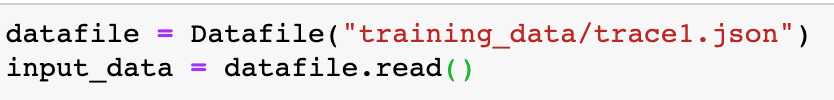 datafile = Datafile("training_data/trace1.json")
input_data = datafile.read()